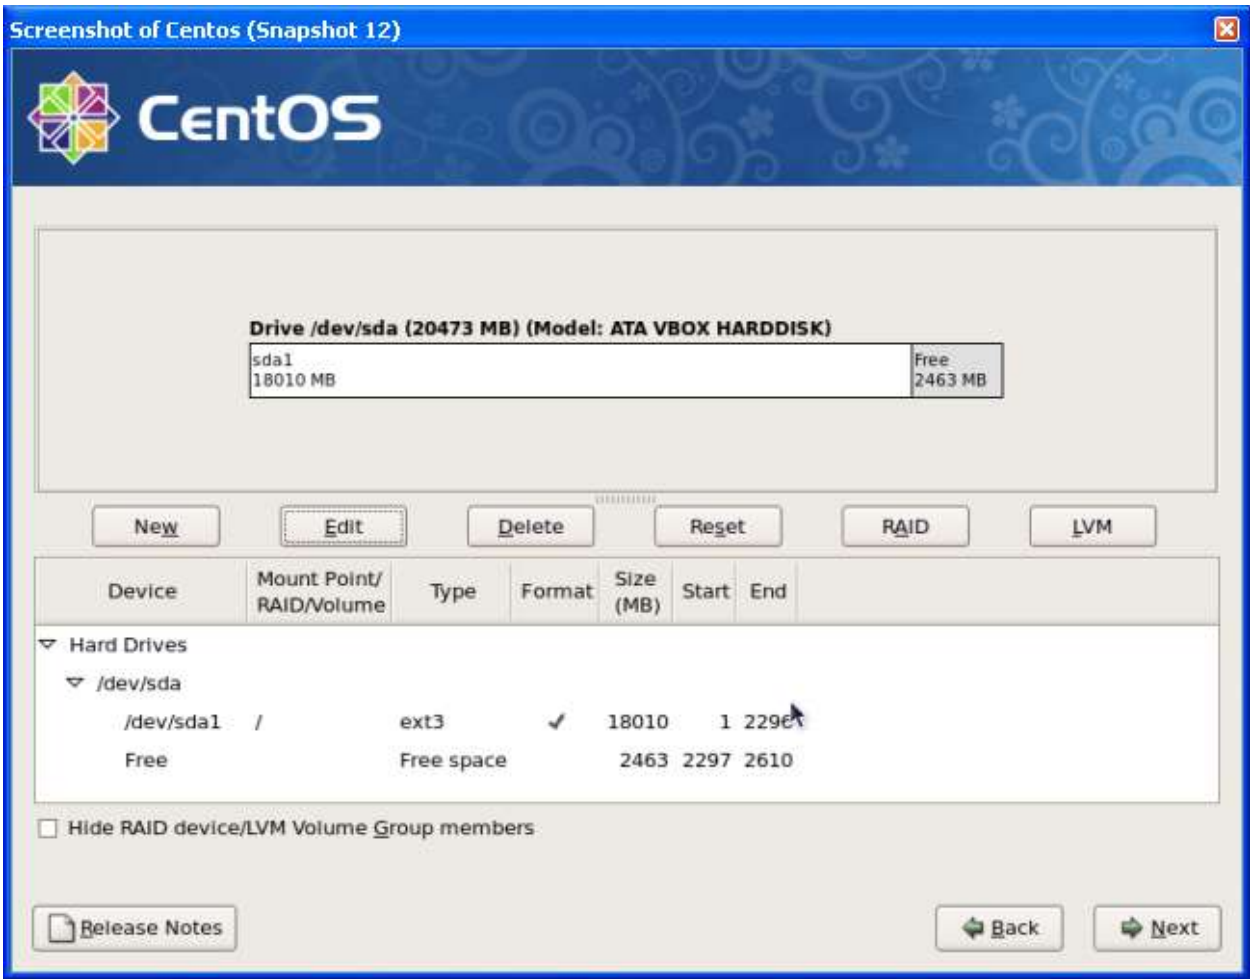 Screenshot of Centos (Snapshot 12)
CentOS
Drive /dev/sda (20473 MB) (Model: ATA VBOX HARDDISK)
sda1 Free
18010 MB 2463 MB
New Edit Delete Reset RAID LVM
Device Mount Point/ RAID/Volume Type Format Size (MB) Start End
Hard Drives
/dev/sda
/dev/sda1 / ext3 ✓ 18010 1 2296
Free Free space 2463 2297 2610
Hide RAID device/LVM Volume Group members
Release Notes Back Next